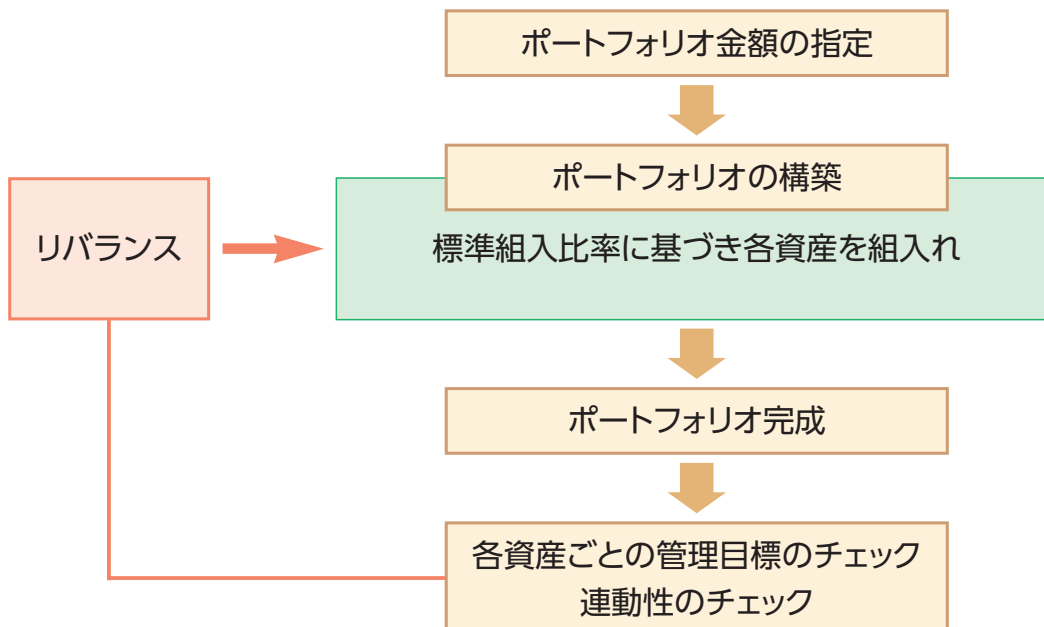 ポートフォリオ金額の指定
ポートフォリオの構築
リバランス
標準組入比率に基づき各資産を組入れ
ポートフォリオ完成
各資産ごとの管理目標のチェック
連動性のチェック